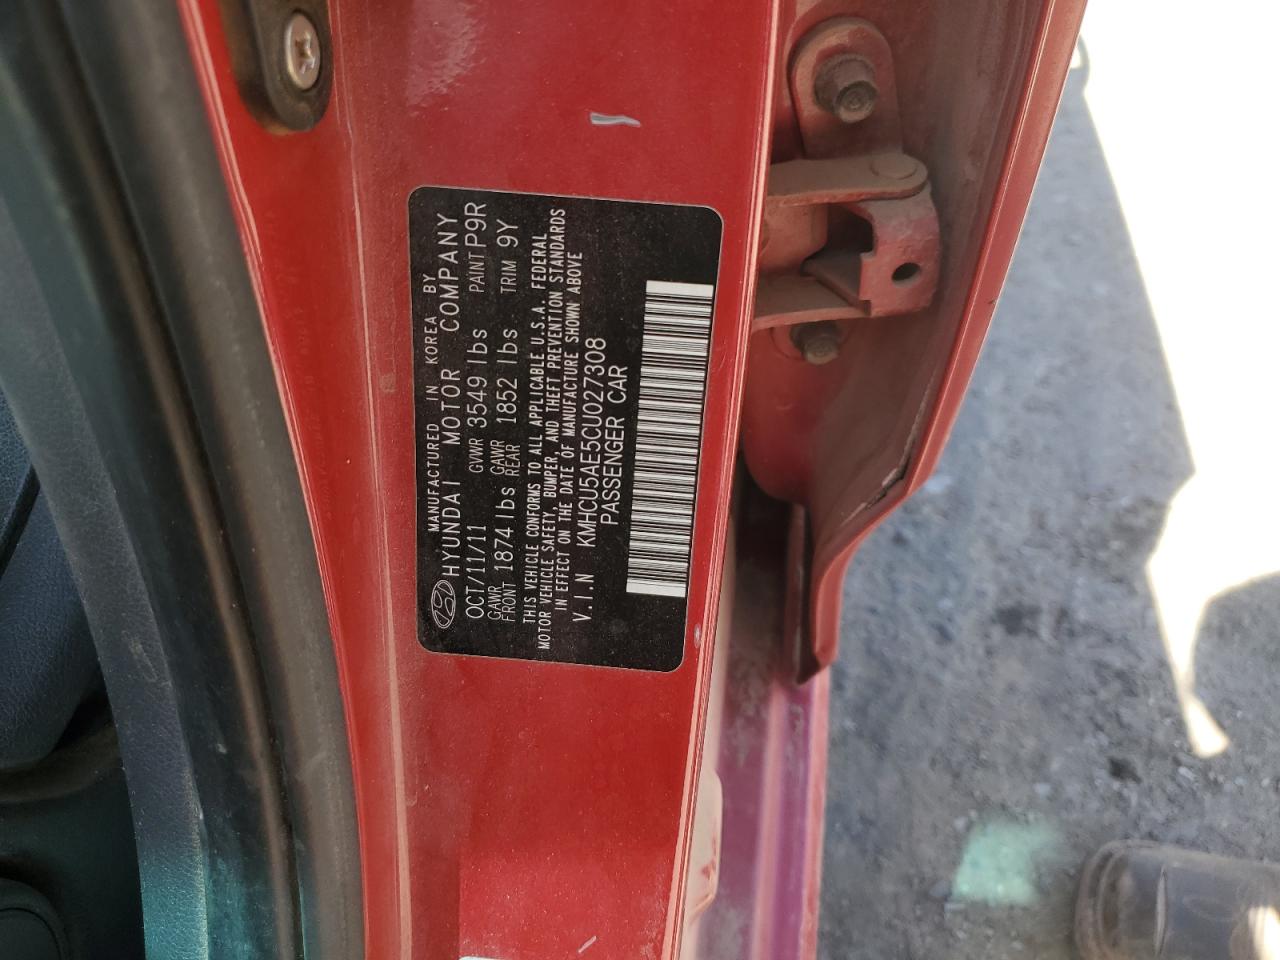 MANUFACTURED IN KOREA BY
HYUNDAI MOTOR COMPANY
OCT/11/11 GVWR 3549 lbs PAINT P9R
GAWR FRONT 1874 lbs GAWR REAR 1852 lbs TRIM 9Y
THIS VEHICLE CONFORMS TO ALL APPLICABLE U.S.A. FEDERAL
MOTOR VEHICLE SAFETY, BUMPER, AND THEFT PREVENTION STANDARDS
IN EFFECT ON THE DATE OF MANUFACTURE SHOWN ABOVE
V.I.N KMHCU5AE5CU027308
PASSENGER CAR